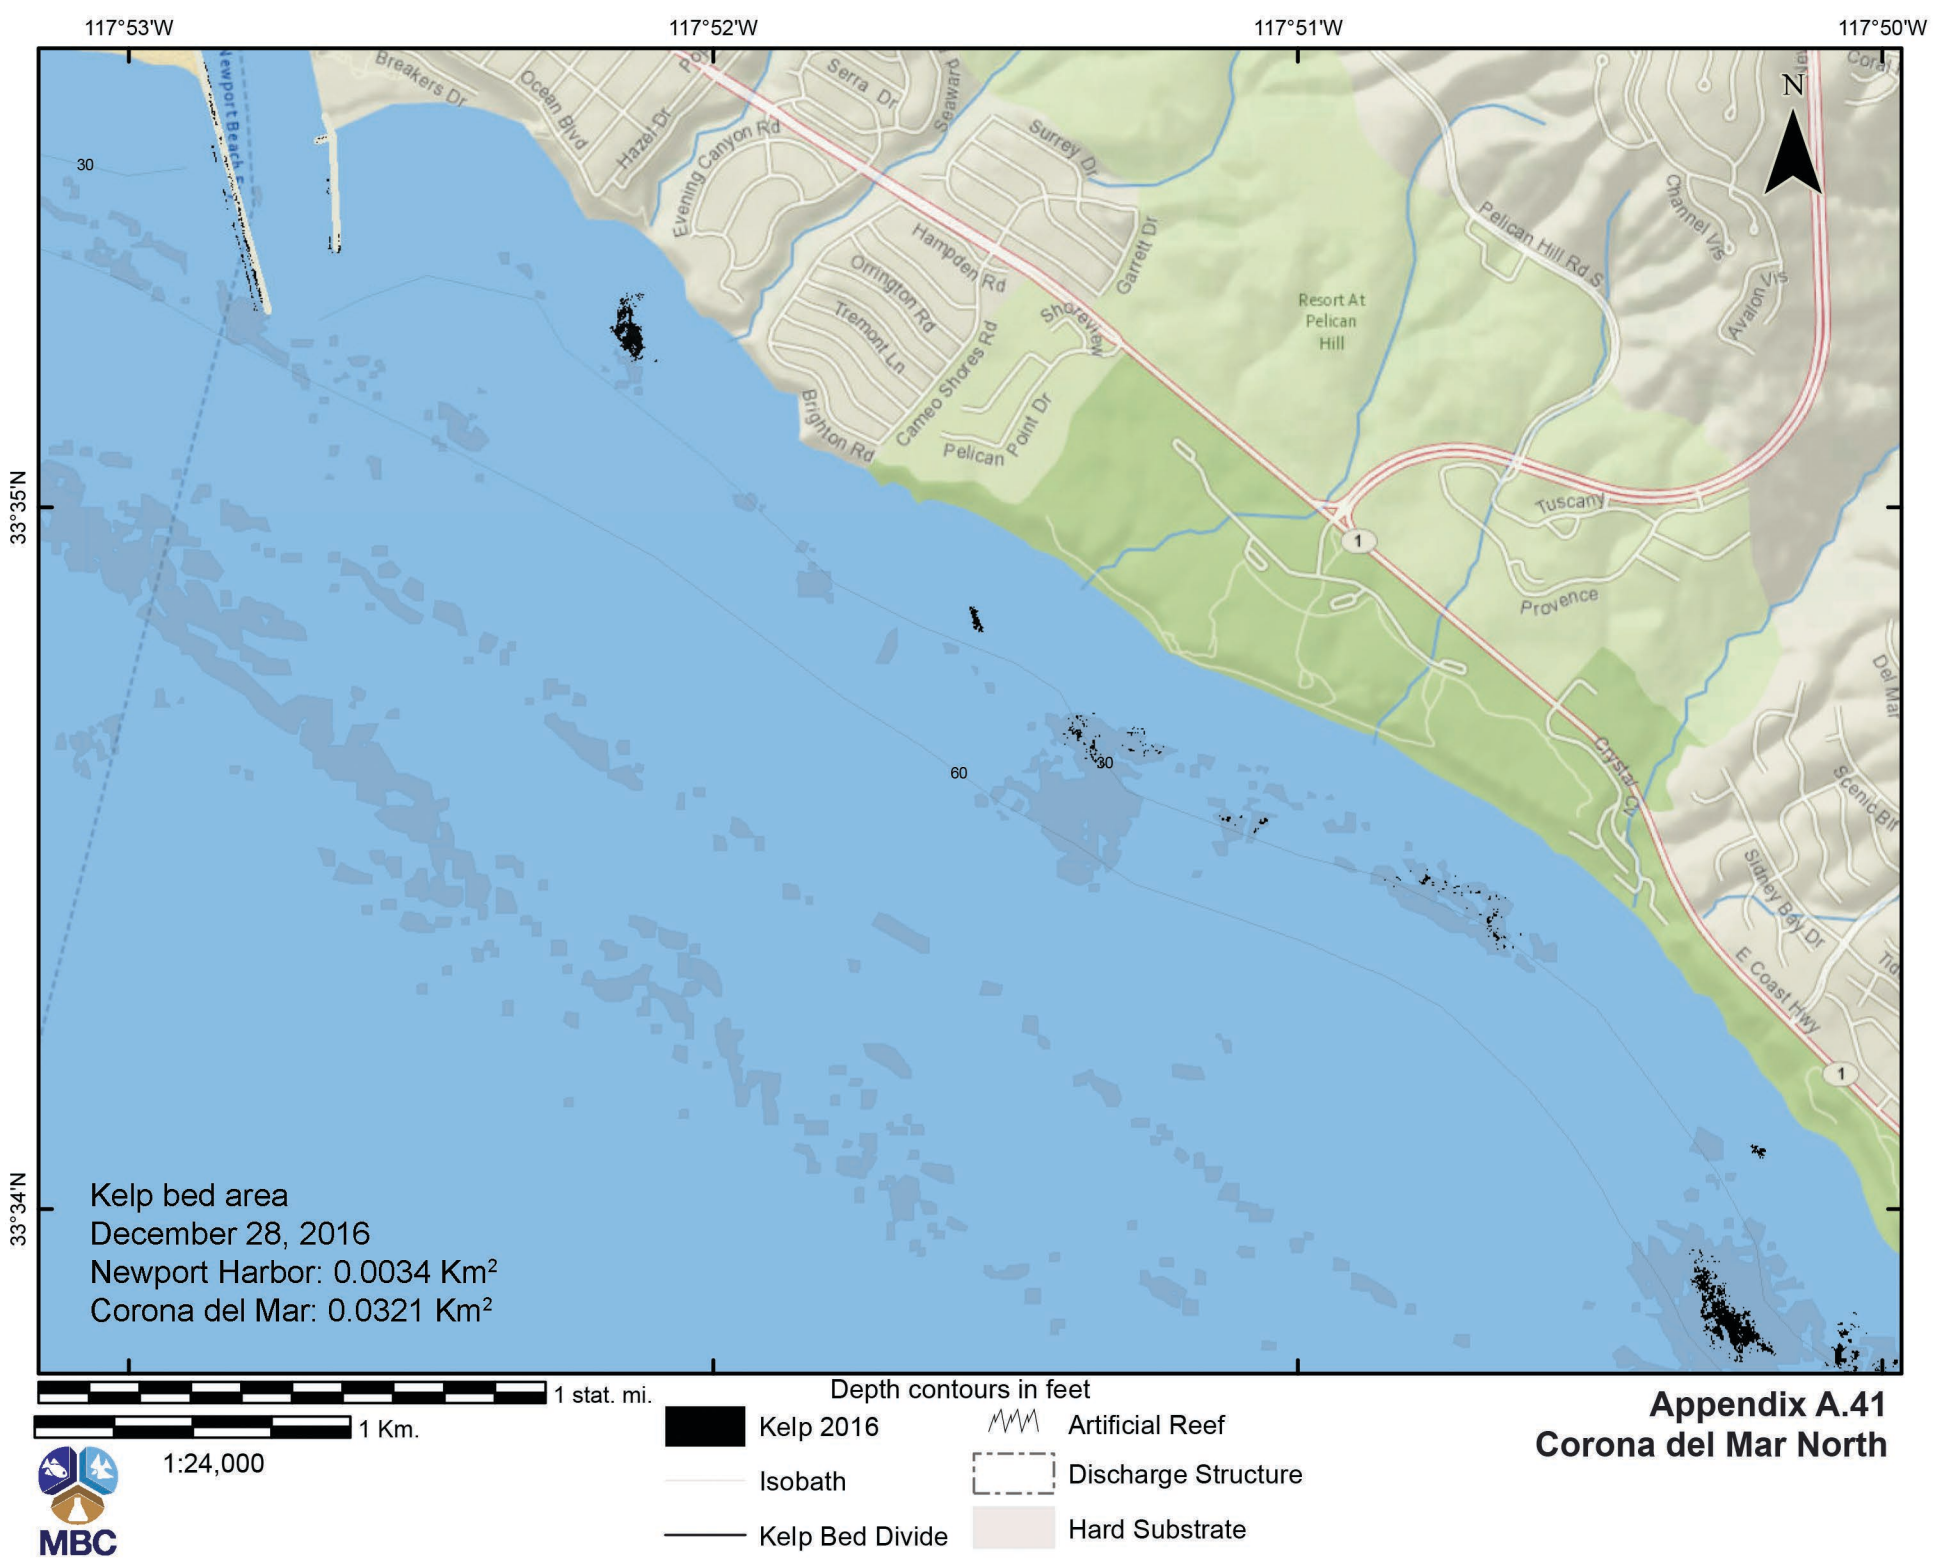 117°53'W
117°52'W
117°51'W
117°50'W
33°35'N
33°34'N
N
Newport Beach
30
Breakers Dr
Ocean Blvd
Hazel Dr
Serra Dr
Seaward
Evening Canyon Rd
Surrey Dr
Garrett Dr
Hampden Rd
Orrington Rd
Tremont Ln
Shoreview
Cameo Shores Rd
Brighton Rd
Pelican
Point Dr
Resort At
Pelican
Hill
Pelican Hill Rd S
Channel Vis
Avalon Vis
Coral
Tuscany
1
Provence
Del Mar
Crystal Cv
Scenic Blf
Sidney Bay Dr
E Coast Hwy
Tid
1
60
30
Kelp bed area
December 28, 2016
Newport Harbor: 0.0034 Km²
Corona del Mar: 0.0321 Km²
1 stat. mi.
1 Km.
1:24,000
MBC
Depth contours in feet
Kelp 2016
Isobath
Kelp Bed Divide
Artificial Reef
Discharge Structure
Hard Substrate
Appendix A.41
Corona del Mar North